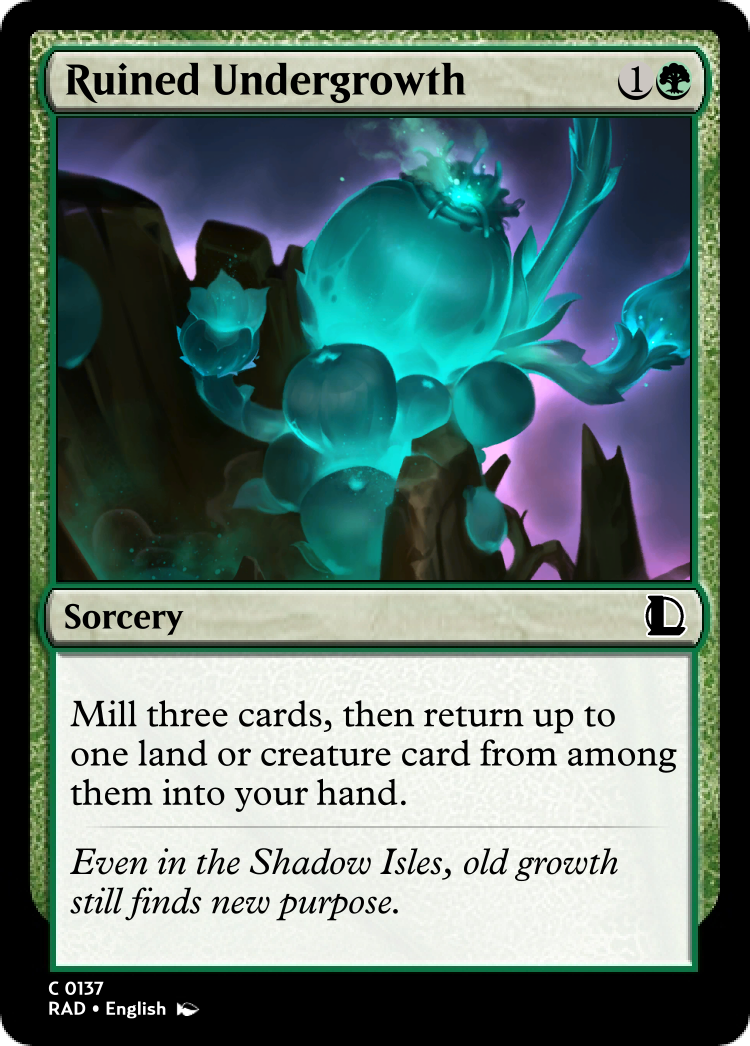 Ruined Undergrowth
1
Sorcery
Mill three cards, then return up to
one land or creature card from among
them into your hand.
Even in the Shadow Isles, old growth
still finds new purpose.
C 0137
RAD • English